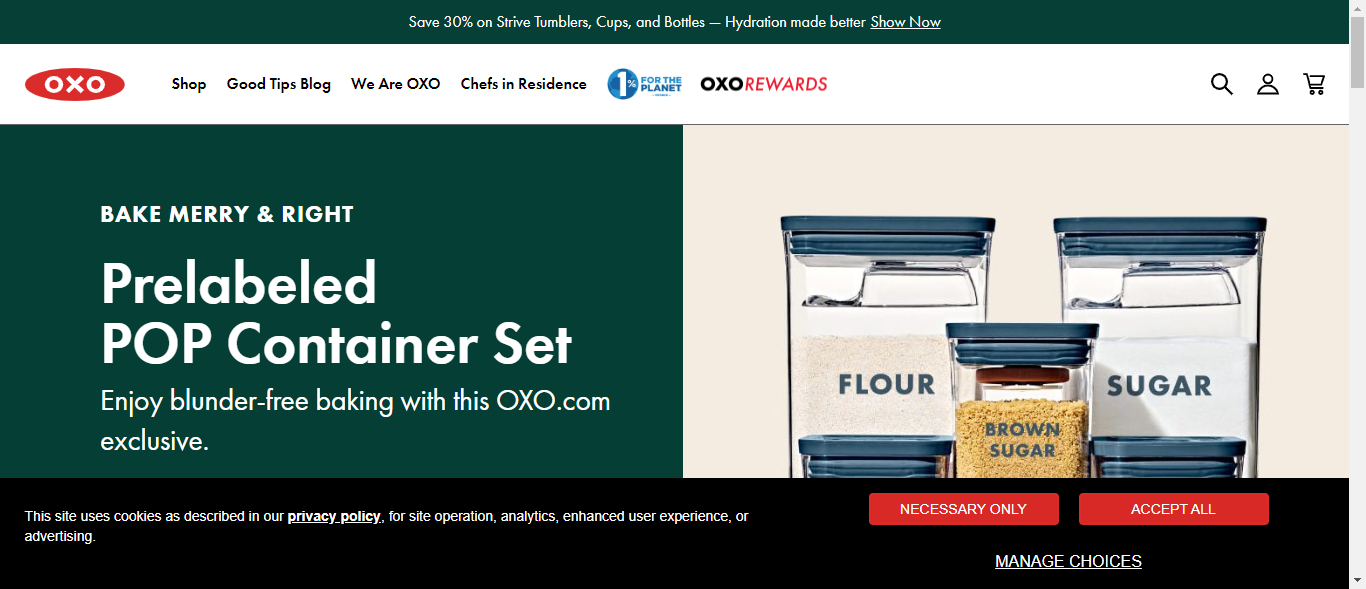 Save 30% on Strive Tumblers, Cups, and Bottles — Hydration made better Show Now
OXO
Shop
Good Tips Blog
We Are OXO
Chefs in Residence
1% FOR THE PLANET
OXOREWARDS
BAKE MERRY & RIGHT
Prelabeled
POP Container Set
Enjoy blunder-free baking with this OXO.com
exclusive.
FLOUR
SUGAR
BROWN
SUGAR
This site uses cookies as described in our privacy policy, for site operation, analytics, enhanced user experience, or
advertising.
NECESSARY ONLY
ACCEPT ALL
MANAGE CHOICES